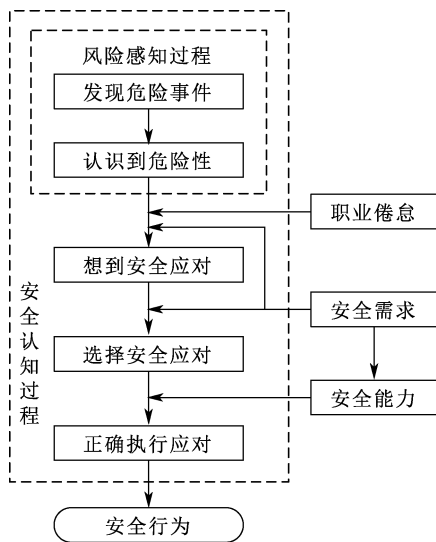 风险感知过程
发现危险事件
认识到危险性
职业倦怠
想到安全应对
安全需求
安全认知过程
选择安全应对
安全能力
正确执行应对
安全行为